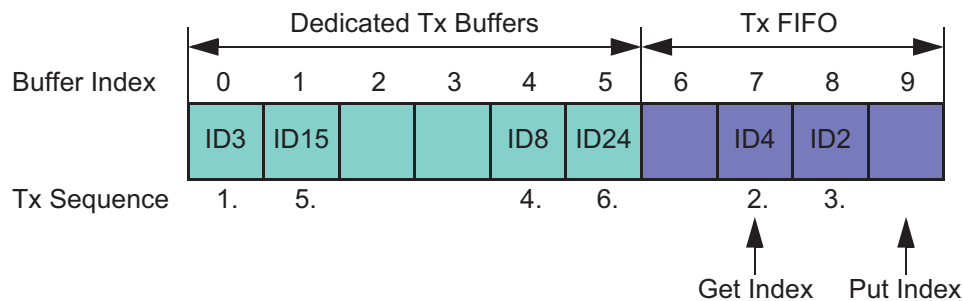 Dedicated Tx Buffers Tx FIFO
Buffer Index 0 1 2 3 4 5 6 7 8 9
ID3 ID15 ID8 ID24 ID4 ID2
Tx Sequence 1. 5. 4. 6. 2. 3.
Get Index Put Index